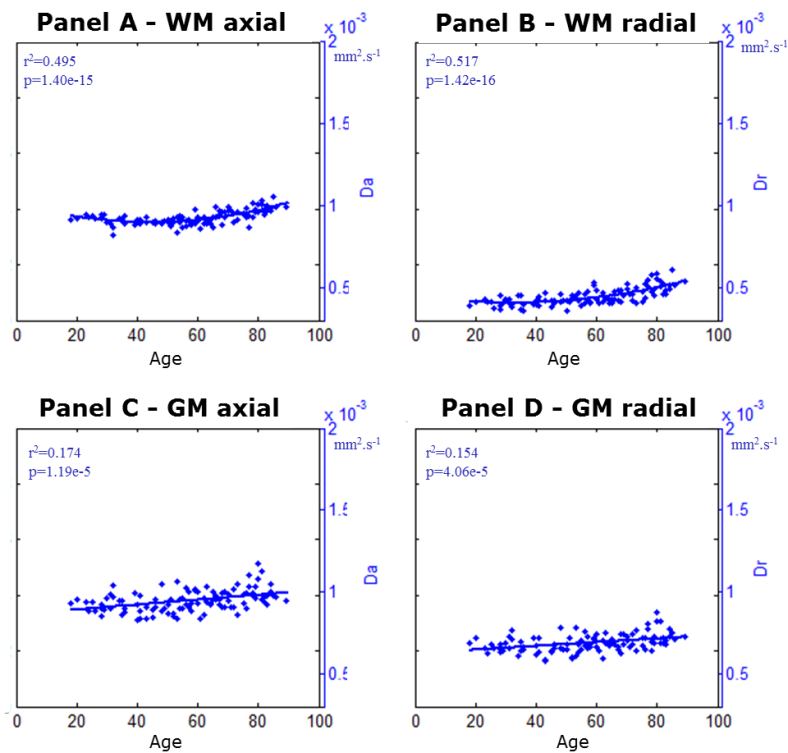 Panel A - WM axial
x 10⁻³
2
mm².s⁻¹
r²=0.495
p=1.40e-15
1.5
Da
1
0.5
0 20 40 60 80 100
Age
Panel B - WM radial
x 10⁻³
2
mm².s⁻¹
r²=0.517
p=1.42e-16
1.5
Dr
1
0.5
0 20 40 60 80 100
Age
Panel C - GM axial
x 10⁻³
2
mm².s⁻¹
r²=0.174
p=1.19e-5
1.5
Da
1
0.5
0 20 40 60 80 100
Age
Panel D - GM radial
x 10⁻³
2
mm².s⁻¹
r²=0.154
p=4.06e-5
1.5
Dr
1
0.5
0 20 40 60 80 100
Age